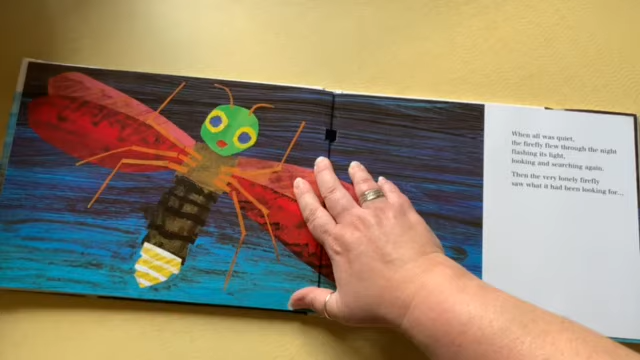 When all was quiet,
the firefly flew through the night
flashing its light,
looking and searching again.
Then the very lonely firefly
saw what it had been looking for...